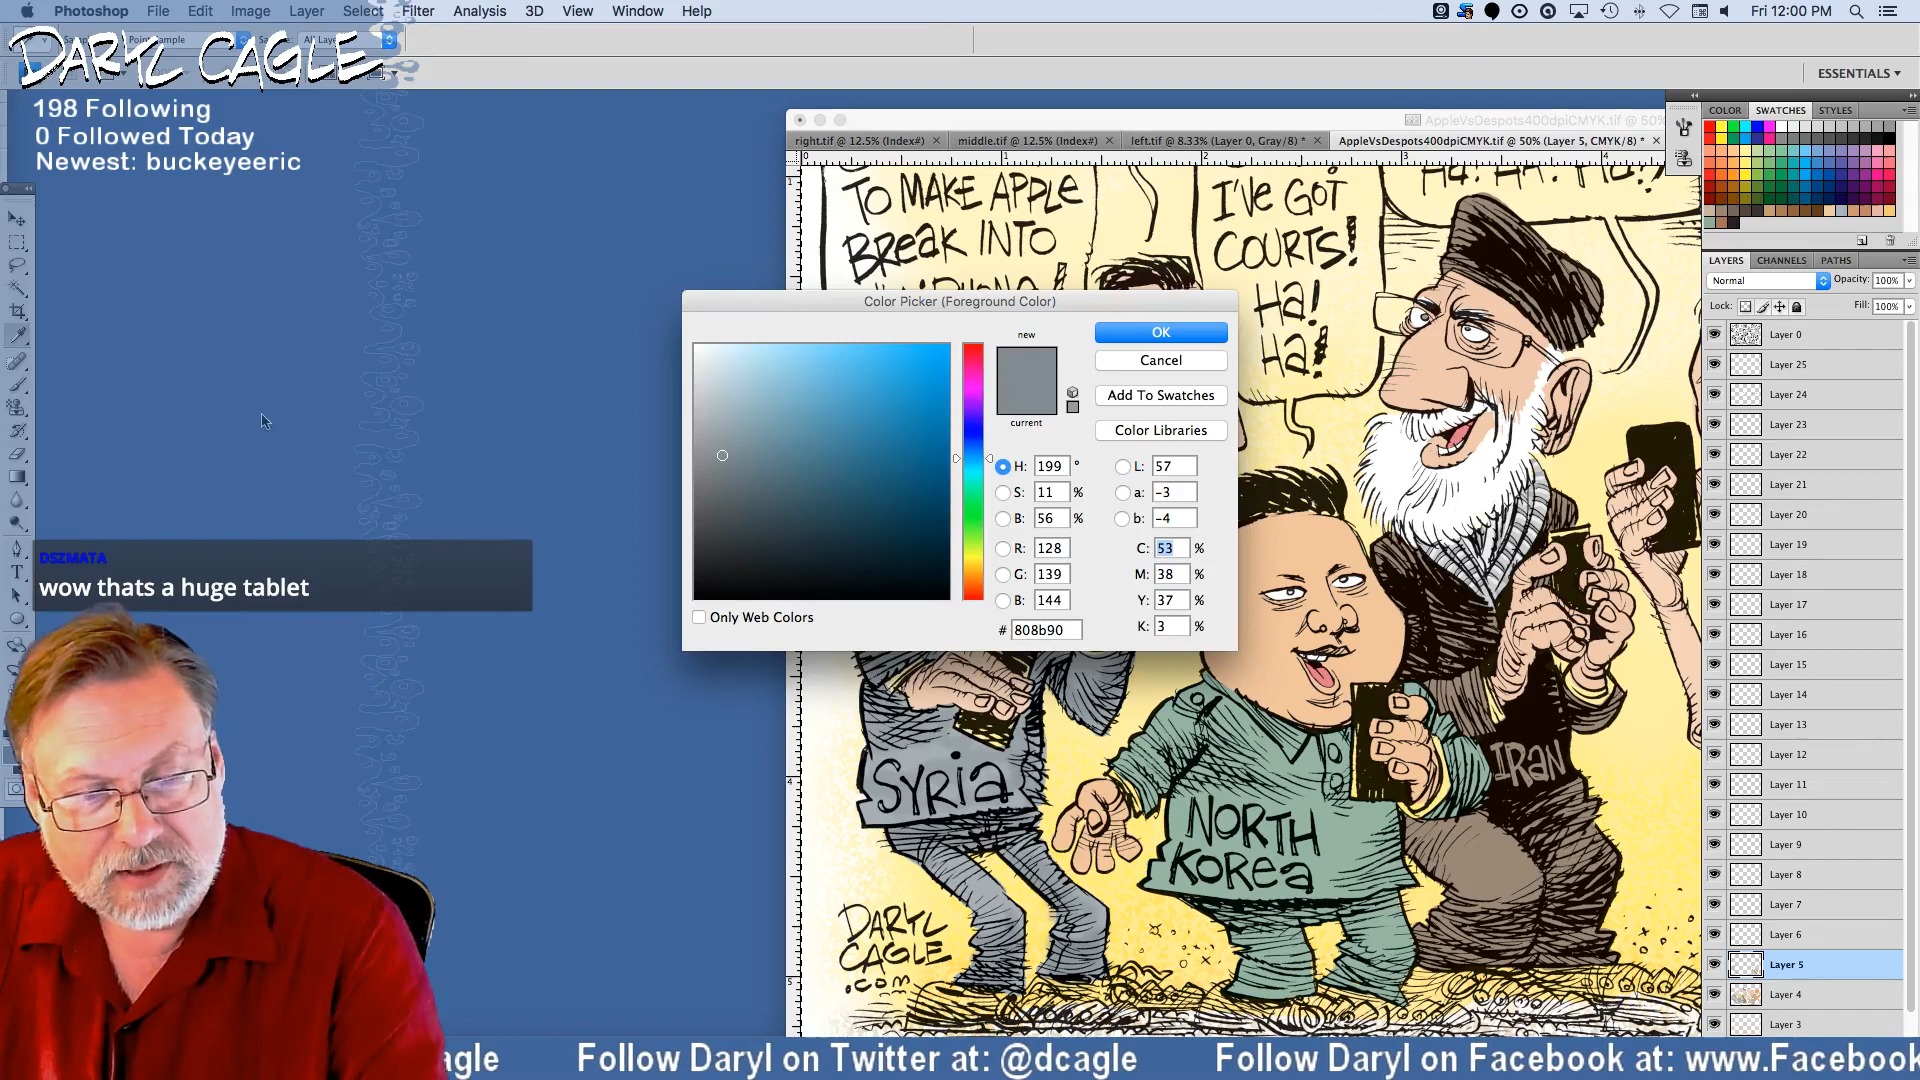 Photoshop File Edit Image Layer Select Filter Analysis 3D View Window Help
Fri 12:00 PM
DARYL CAGLE
Point Sample
ESSENTIALS
198 Following
0 Followed Today
Newest: buckeyeeric
AppleVsDespots400dpiCMYK.tif @ 50%
right.tif @ 12.5% (Index#)
middle.tif @ 12.5% (Index#)
left.tif @ 8.33% (Layer 0, Gray/8) *
AppleVsDespots400dpiCMYK.tif @ 50% (Layer 5, CMYK/8) *
COLOR SWATCHES STYLES
TO MAKE APPLE
BREAK INTO
I'VE GOT
COURTS!
HA!
HA!
Color Picker (Foreground Color)
new
current
OK
Cancel
Add To Swatches
Color Libraries
H: 199 °
S: 11 %
B: 56 %
R: 128
G: 139
B: 144
# 808b90
L: 57
a: -3
b: -4
C: 53 %
M: 38 %
Y: 37 %
K: 3 %
Only Web Colors
DSZMATA
wow thats a huge tablet
SYRIA
NORTH
KOREA
IRAN
DARYL
CAGLE
.com
LAYERS CHANNELS PATHS
Normal
Opacity: 100%
Lock:
Fill: 100%
Layer 0
Layer 25
Layer 24
Layer 23
Layer 22
Layer 21
Layer 20
Layer 19
Layer 18
Layer 17
Layer 16
Layer 15
Layer 14
Layer 13
Layer 12
Layer 11
Layer 10
Layer 9
Layer 8
Layer 7
Layer 6
Layer 5
Layer 4
Layer 3
agle Follow Daryl on Twitter at: @dcagle Follow Daryl on Facebook at: www.Facebook